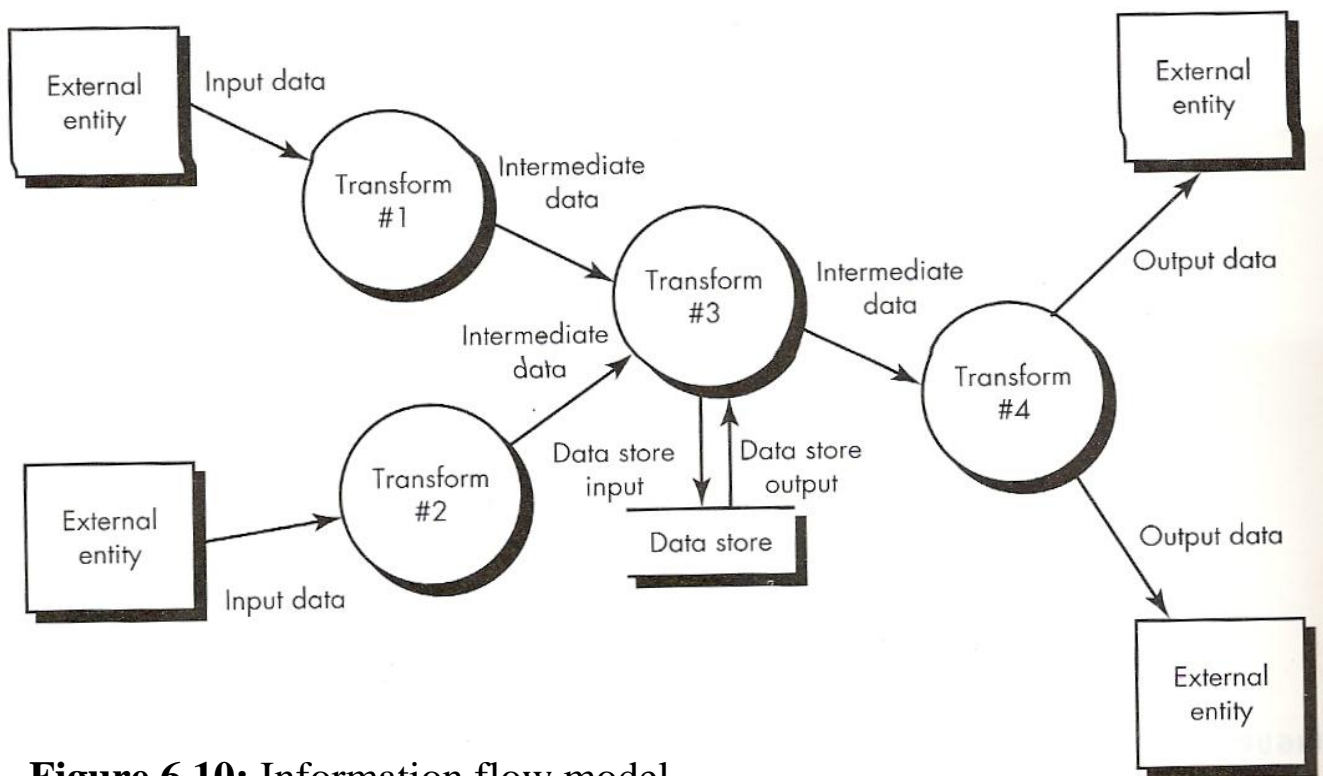 External
entity
Input data
Transform
#1
Intermediate
data
External
entity
Transform
#3
Intermediate
data
Output data
Intermediate
data
Transform
#4
External
entity
Input data
Transform
#2
Data store
input
Data store
output
Data store
Output data
External
entity
Figure 6.10: Information flow model